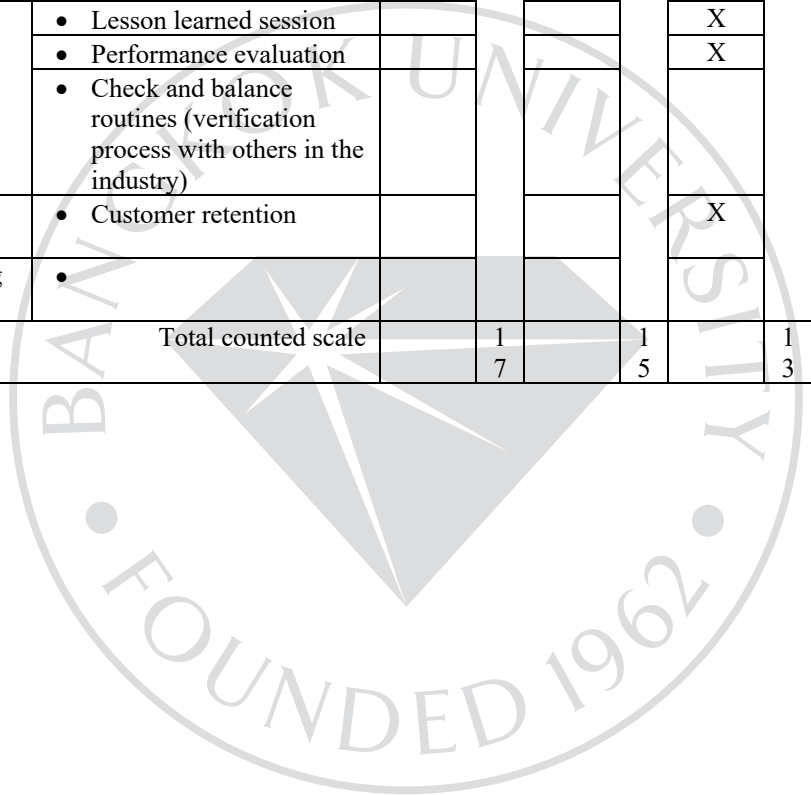 • Lesson learned session X
• Performance evaluation X
• Check and balance
routines (verification
process with others in the
industry)
• Customer retention X
g •
Total counted scale 1 1 1
7 5 3
BANGKOK UNIVERSITY
FOUNDED 1962